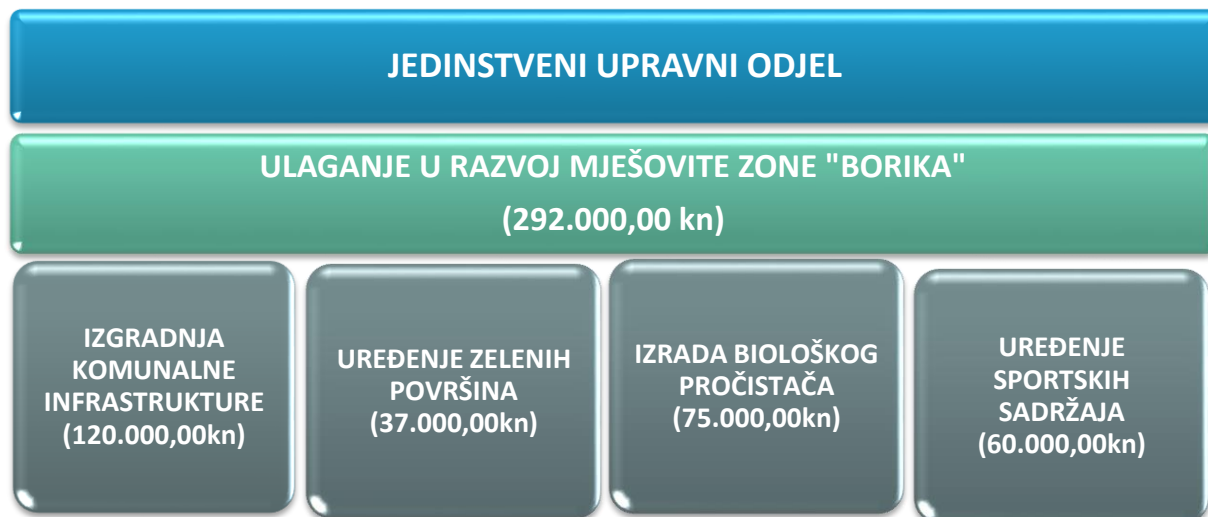 JEDINSTVENI UPRAVNI ODJEL
ULAGANJE U RAZVOJ MJEŠOVITE ZONE "BORIKA"
(292.000,00 kn)
IZGRADNJA
KOMUNALNE
INFRASTRUKTURE
(120.000,00kn)
UREĐENJE ZELENIH
POVRŠINA
(37.000,00kn)
IZRADA BIOLOŠKOG
PROČISTAČA
(75.000,00kn)
UREĐENJE
SPORTSKIH
SADRŽAJA
(60.000,00kn)